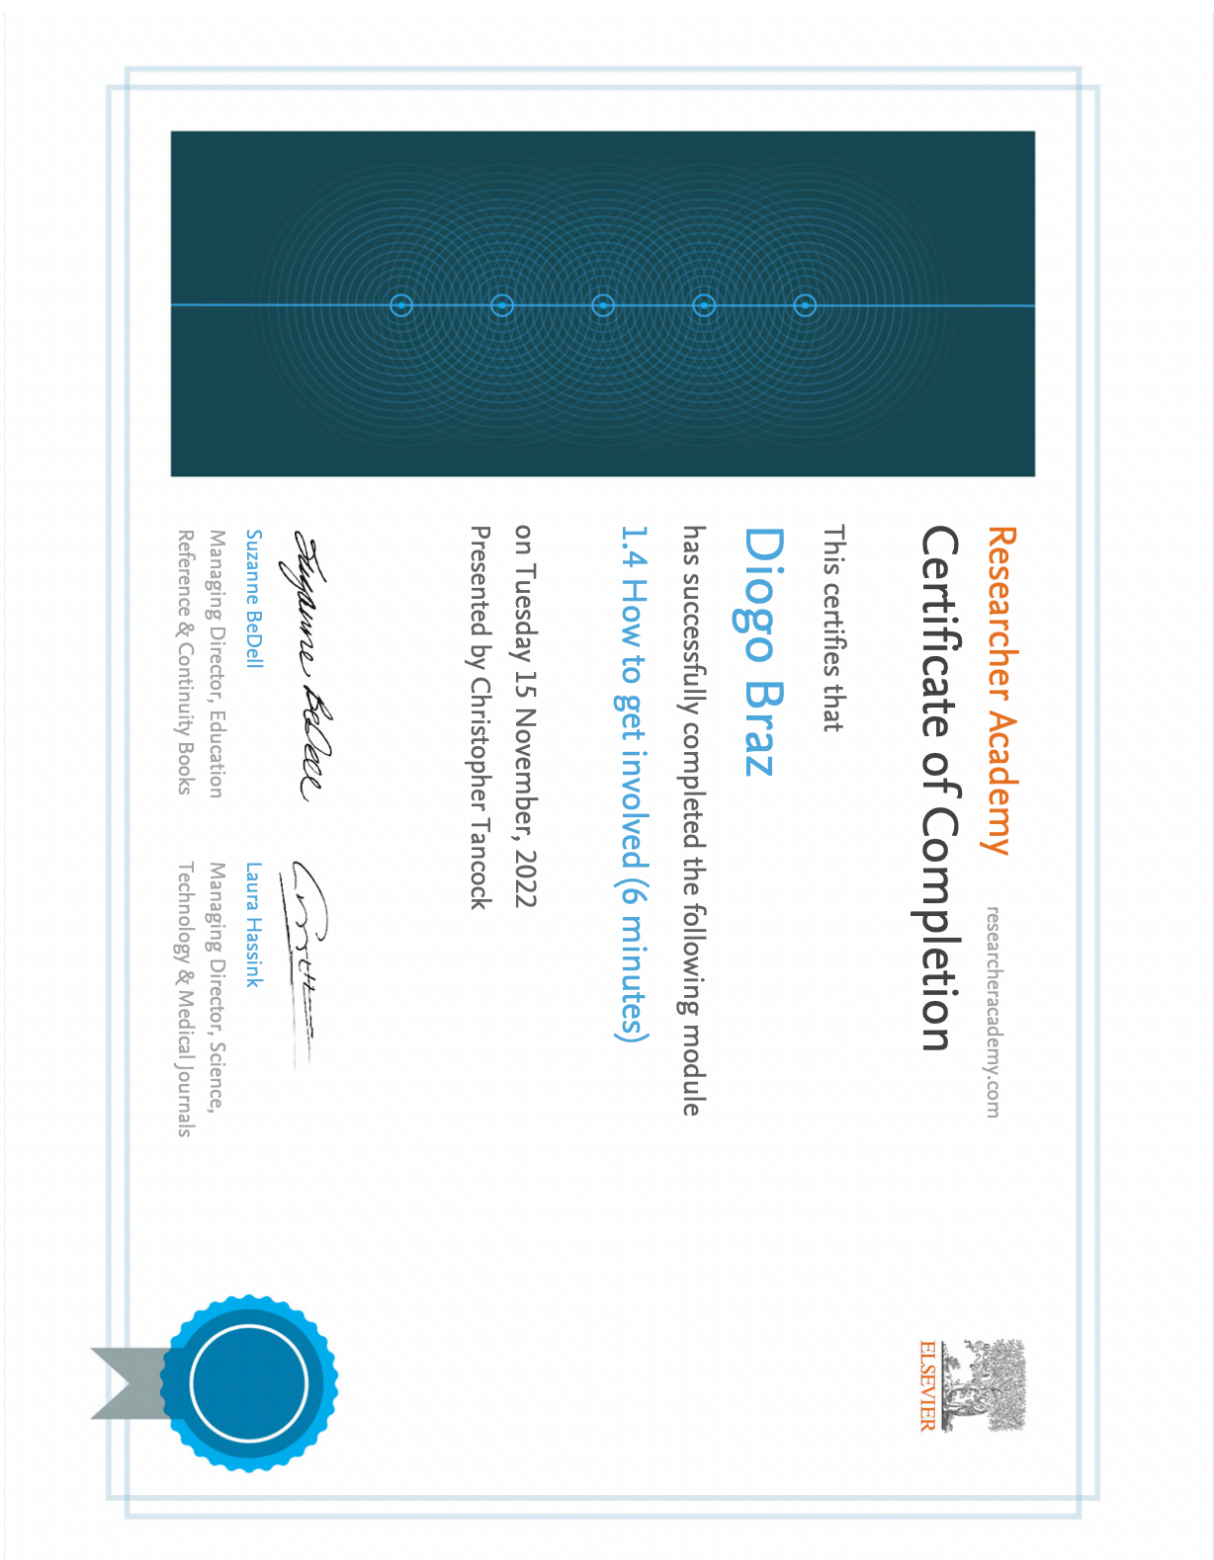 Researcher Academy researcheracademy.com
Certificate of Completion
This certifies that
Diogo Braz
has successfully completed the following module
1.4 How to get involved (6 minutes)
on Tuesday 15 November, 2022
Presented by Christopher Tancock
Suzanne BeDell
Suzanne BeDell
Managing Director, Education
Reference & Continuity Books
Laura Hassink
Managing Director, Science,
Technology & Medical Journals
ELSEVIER